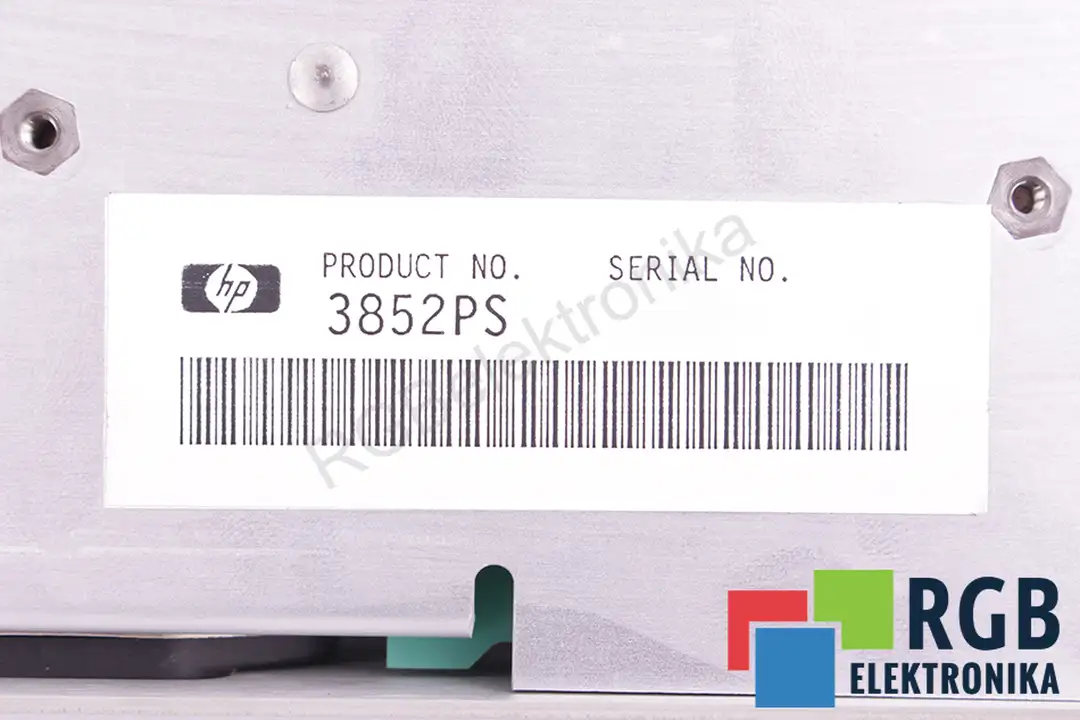 hp PRODUCT NO. SERIAL NO.
3852PS
RGBelektronika
RGB
ELEKTRONIKA